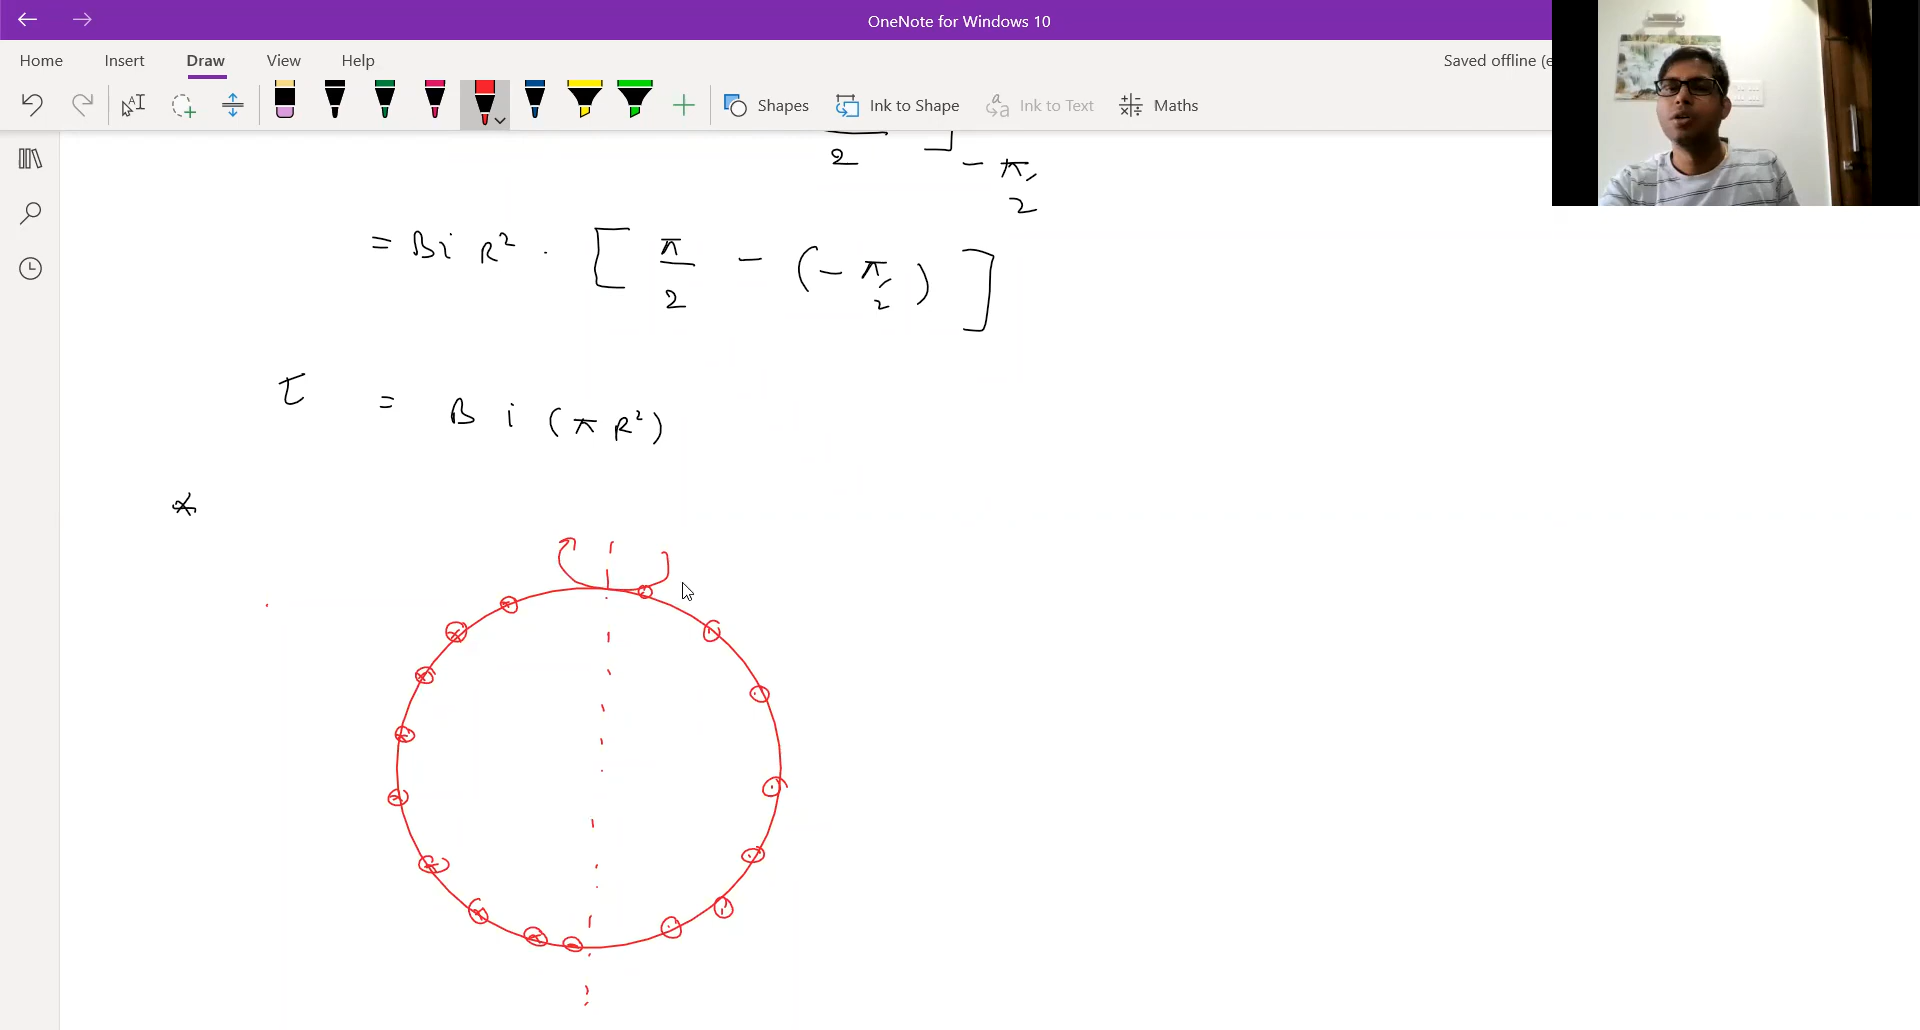 OneNote for Windows 10
Home Insert Draw View Help Saved offline (e
Shapes Ink to Shape Ink to Text Maths
2 ] - π/2
= Bi R² · [ π/2 - (- π/2) ]
τ = B i (π R²)
*